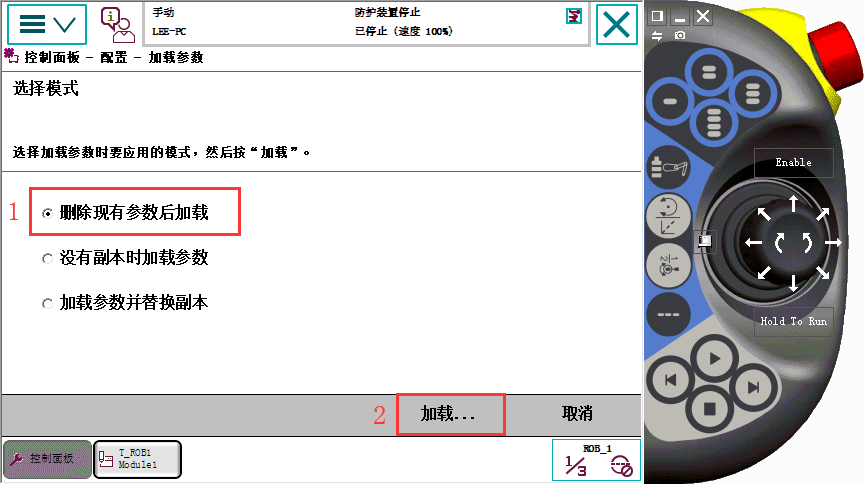 手动
LEE-PC
防护装置停止
已停止 (速度 100%)
控制面板 - 配置 - 加载参数
选择模式
选择加载参数时要应用的模式，然后按“加载”。
1
删除现有参数后加载
没有副本时加载参数
加载参数并替换副本
2
加载...
取消
控制面板
T_ROB1
Module1
ROB_1
1/3
Enable
Hold To Run
1/2